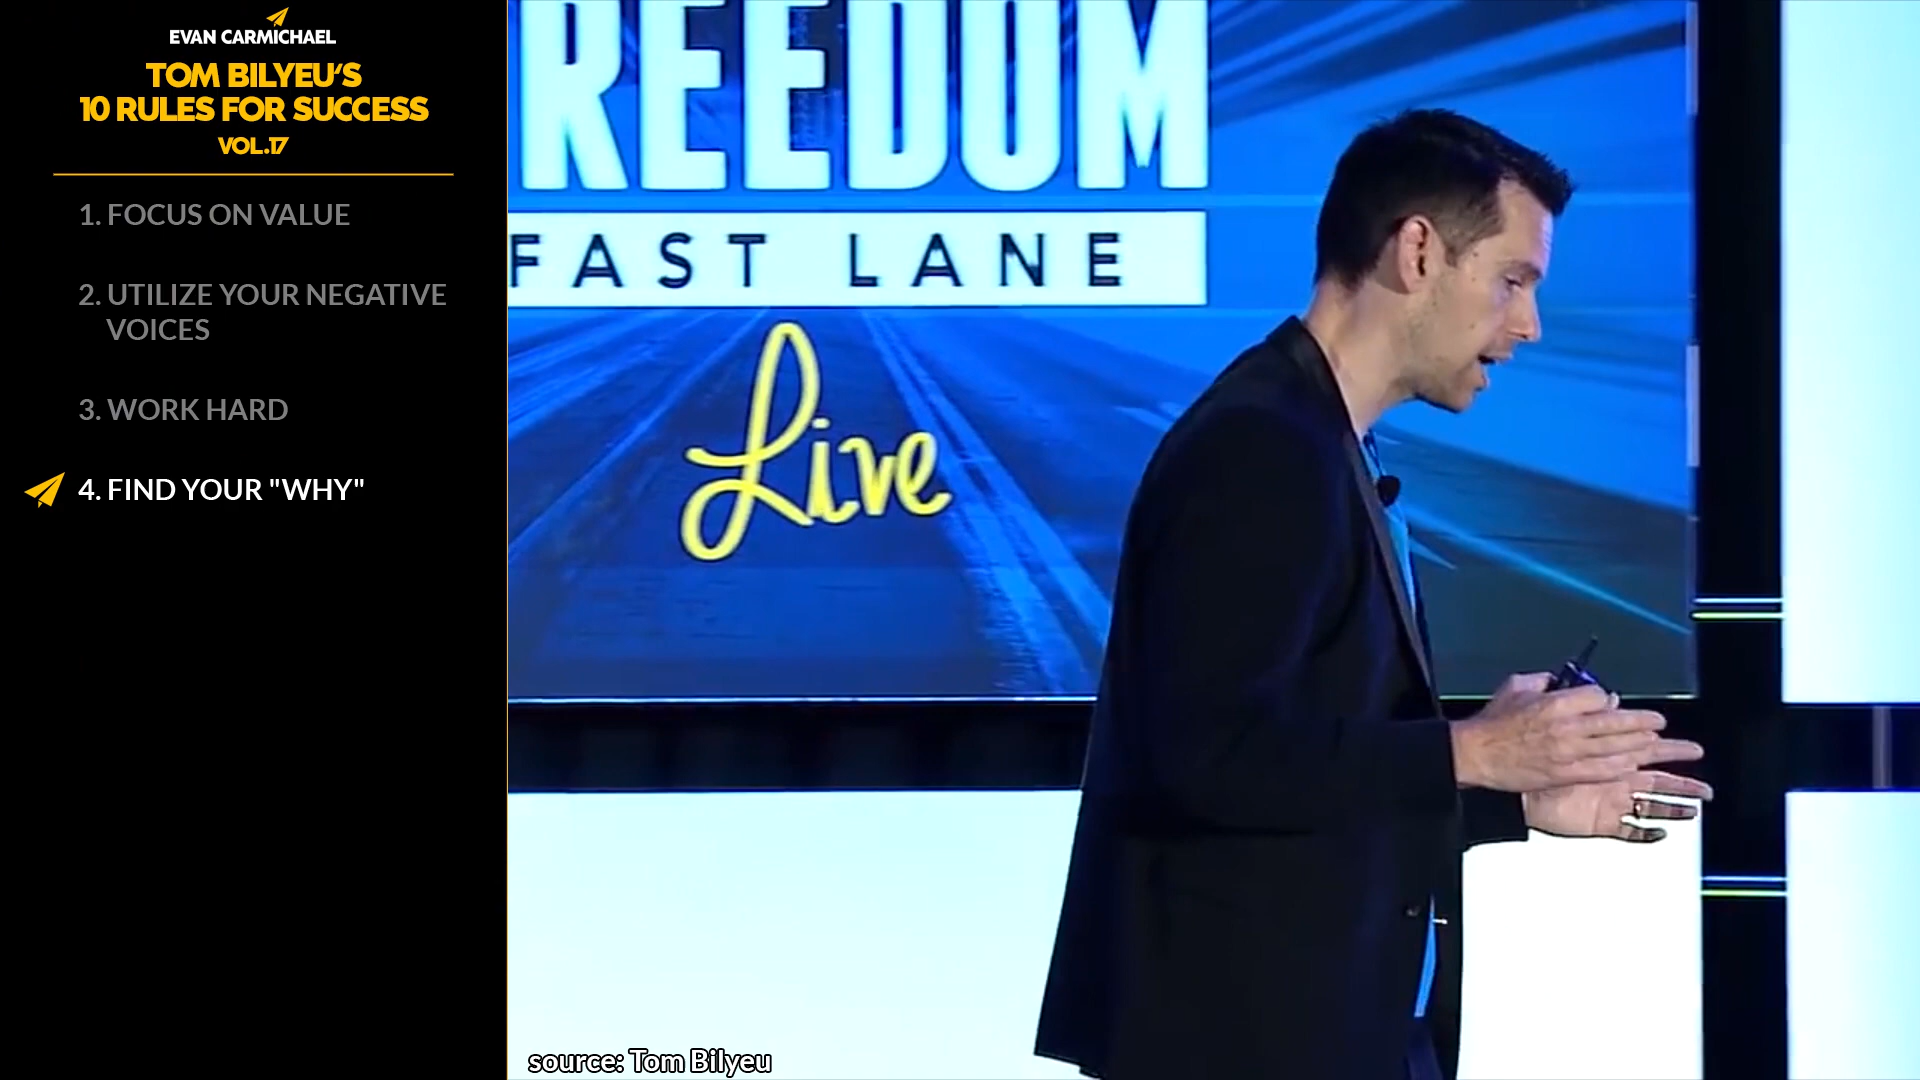 EVAN CARMICHAEL
TOM BILYEU'S
10 RULES FOR SUCCESS
VOL.17
1. FOCUS ON VALUE
2. UTILIZE YOUR NEGATIVE
VOICES
3. WORK HARD
4. FIND YOUR "WHY"
REEDOM
FAST LANE
Live
source: Tom Bilyeu